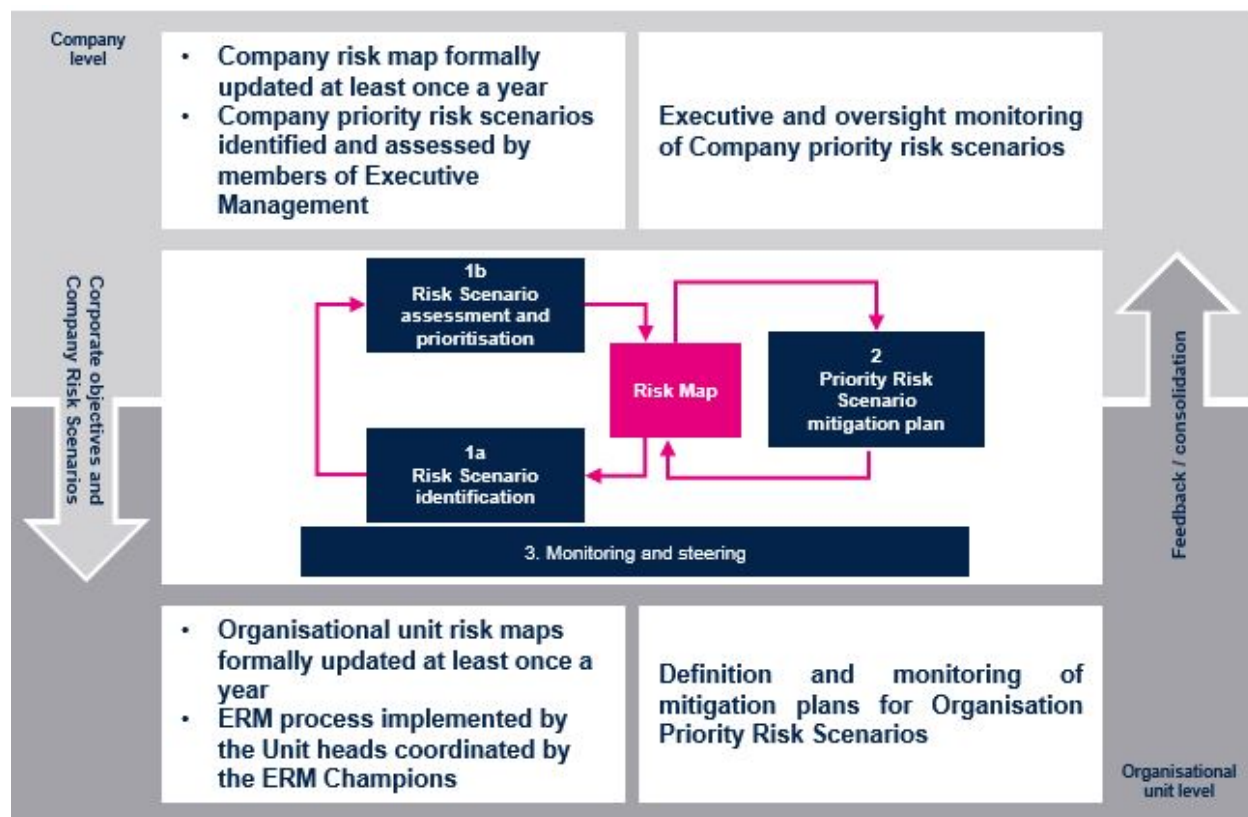 Company
level
• Company risk map formally
updated at least once a year
• Company priority risk scenarios
identified and assessed by
members of Executive
Management
Executive and oversight monitoring
of Company priority risk scenarios
Corporate objectives and
Company Risk Scenarios
1b
Risk Scenario
assessment and
prioritisation
Risk Map
2
Priority Risk
Scenario
mitigation plan
1a
Risk Scenario
identification
3. Monitoring and steering
Feedback / consolidation
• Organisational unit risk maps
formally updated at least once a
year
• ERM process implemented by
the Unit heads coordinated by
the ERM Champions
Definition and monitoring of
mitigation plans for Organisation
Priority Risk Scenarios
Organisational
unit level